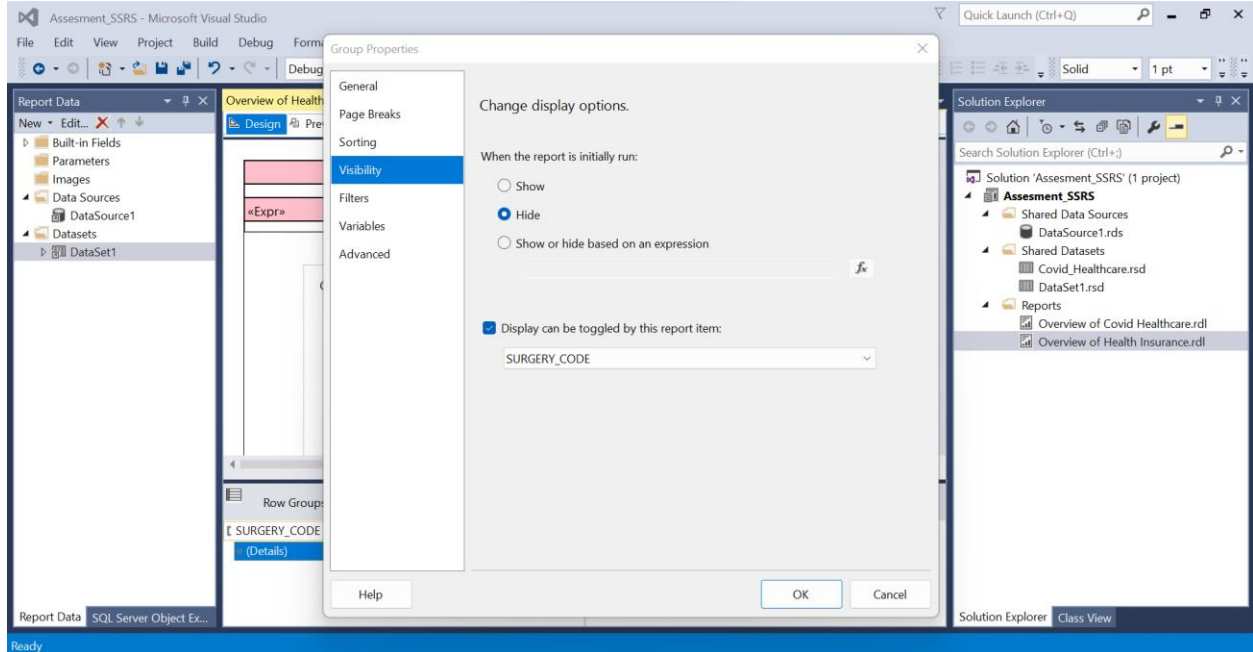 Assesment_SSRS - Microsoft Visual Studio
Quick Launch (Ctrl+Q)
File Edit View Project Build Debug
Debug
Solid 1 pt
Report Data
New Edit...
Built-in Fields
Parameters
Images
Data Sources
DataSource1
Datasets
DataSet1
Report Data SQL Server Object Ex...
Overview of Health
Design
«Expr»
Row Groups
SURGERY_CODE
(Details)
Group Properties
General
Page Breaks
Sorting
Visibility
Filters
Variables
Advanced
Change display options.
When the report is initially run:
Show
Hide
Show or hide based on an expression
fx
Display can be toggled by this report item:
SURGERY_CODE
Help OK Cancel
Solution Explorer
Search Solution Explorer (Ctrl+;)
Solution 'Assesment_SSRS' (1 project)
Assesment_SSRS
Shared Data Sources
DataSource1.rds
Shared Datasets
Covid_Healthcare.rsd
DataSet1.rsd
Reports
Overview of Covid Healthcare.rdl
Overview of Health Insurance.rdl
Solution Explorer Class View
Ready